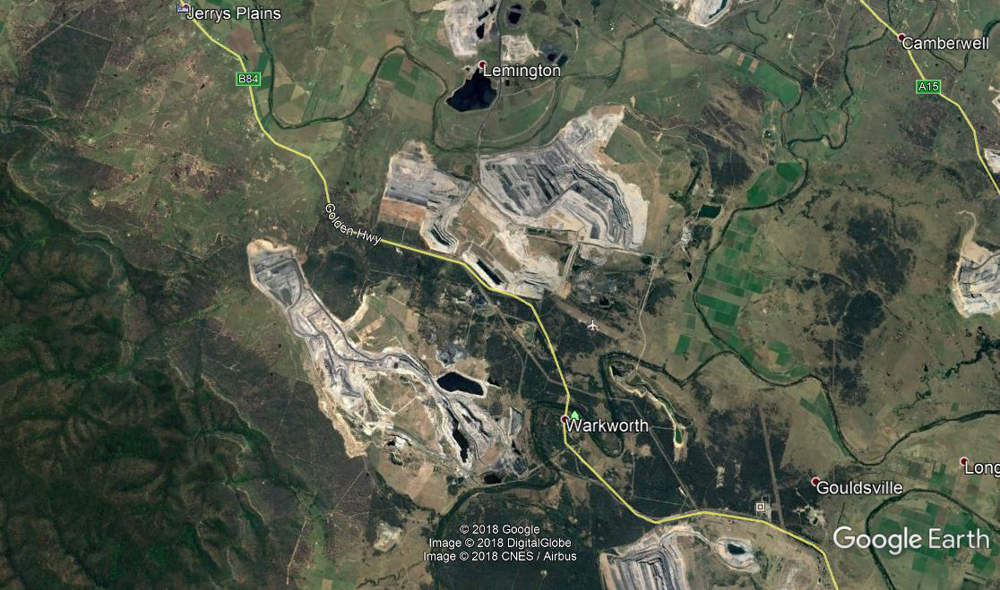 Jerrys Plains
Camberwell
Lemington
B84
A15
Golden Hwy
Warkworth
Long
Gouldsville
© 2018 Google
Image © 2018 DigitalGlobe
Image © 2018 CNES / Airbus
Google Earth